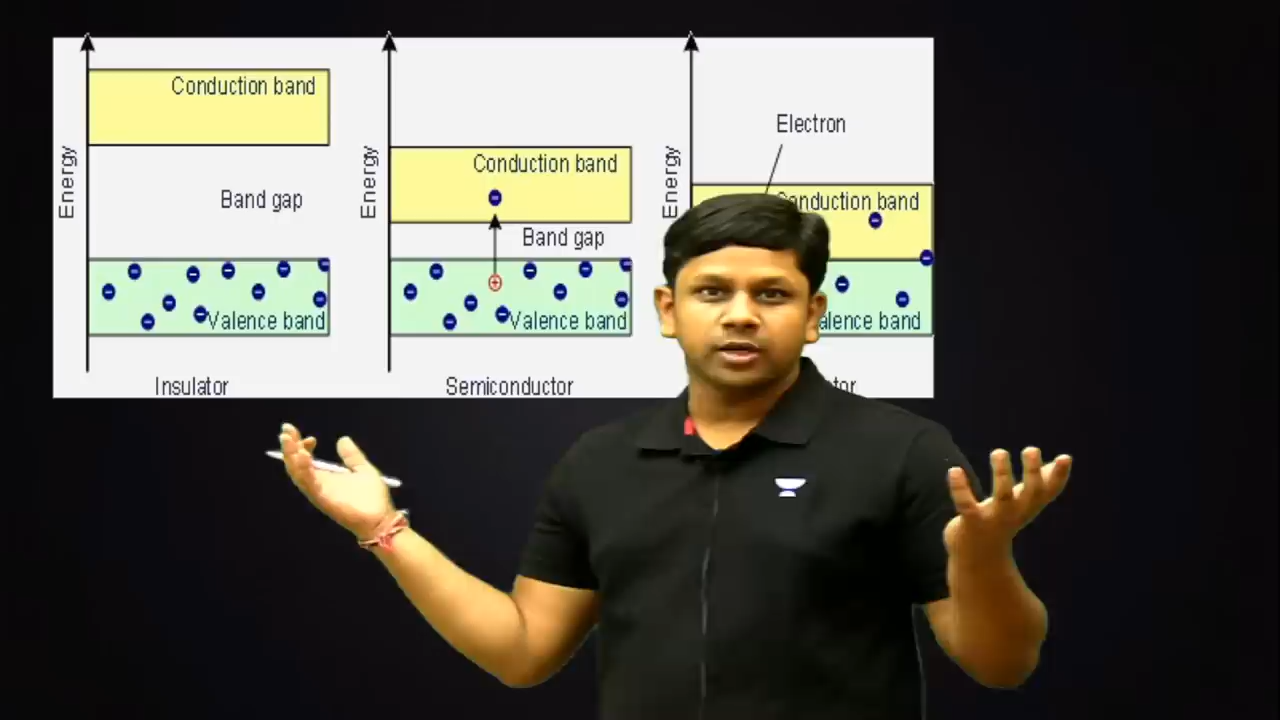 Energy
Conduction band
Band gap
Valence band
Insulator
Energy
Conduction band
Band gap
Valence band
Semiconductor
Energy
Electron
band
band